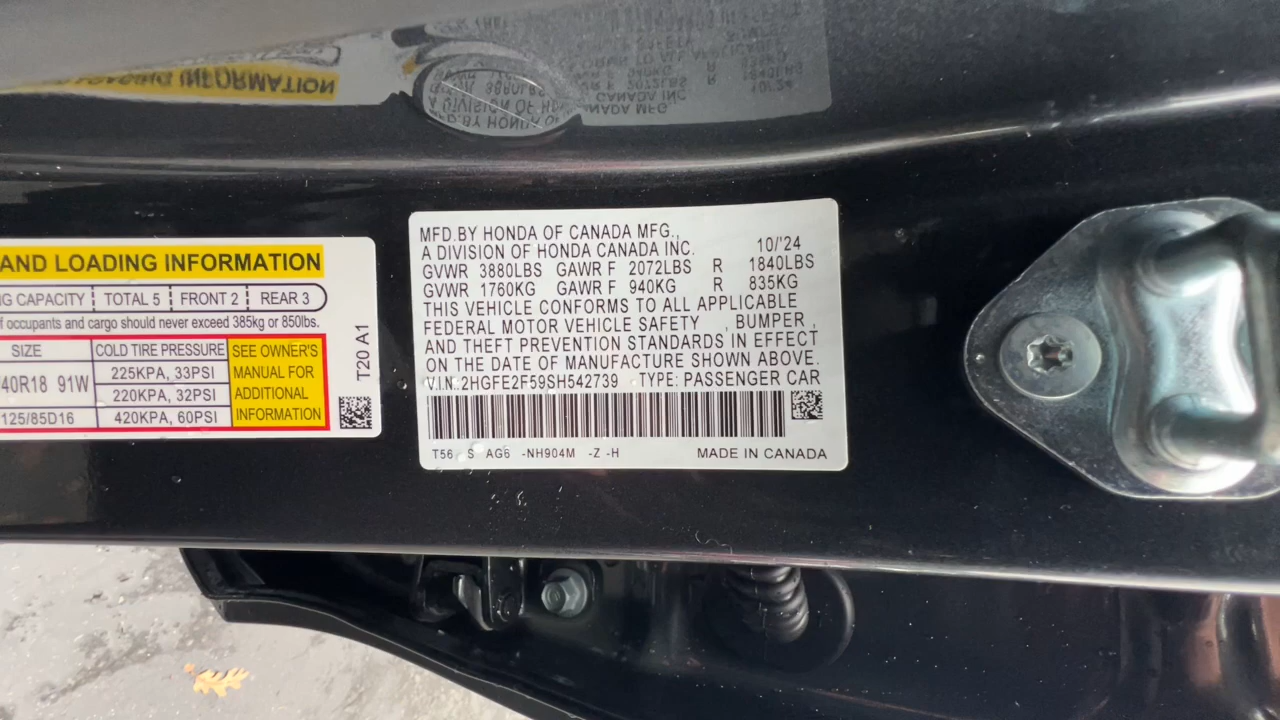 AND LOADING INFORMATION
NG CAPACITY TOTAL 5 FRONT 2 REAR 3
of occupants and cargo should never exceed 385kg or 850lbs.
SIZE COLD TIRE PRESSURE SEE OWNER'S MANUAL FOR ADDITIONAL INFORMATION
/40R18 91W 225KPA, 33PSI
220KPA, 32PSI
125/85D16 420KPA, 60PSI
T20 A1
MFD.BY HONDA OF CANADA MFG.,
A DIVISION OF HONDA CANADA INC. 10/'24
GVWR 3880LBS GAWR F 2072LBS R 1840LBS
GVWR 1760KG GAWR F 940KG R 835KG
THIS VEHICLE CONFORMS TO ALL APPLICABLE
FEDERAL MOTOR VEHICLE SAFETY , BUMPER ,
AND THEFT PREVENTION STANDARDS IN EFFECT
ON THE DATE OF MANUFACTURE SHOWN ABOVE.
V.I.N.:2HGFE2F59SH542739 TYPE: PASSENGER CAR
T56 S AG6 -NH904M -Z -H MADE IN CANADA